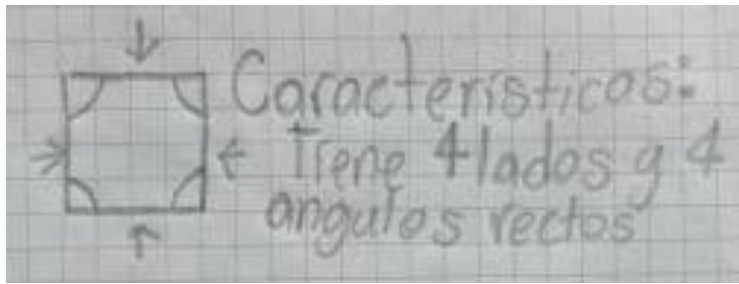 Caracteristicos:
Tiene 4 lados y 4
angulos rectos